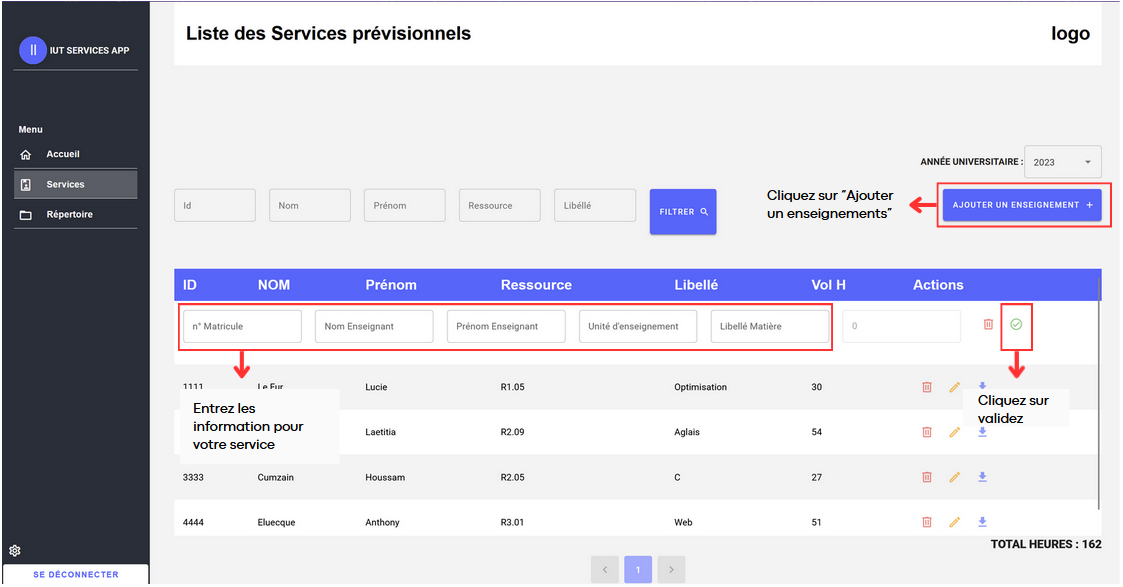 Liste des Services prévisionnels
logo
II IUT SERVICES APP
Menu
Accueil
Services
Répertoire
ANNÉE UNIVERSITAIRE : 2023
Id
Nom
Prénom
Ressource
Libéllé
FILTRER
Cliquez sur "Ajouter
un enseignements"
AJOUTER UN ENSEIGNEMENT +
ID NOM Prénom Ressource Libellé Vol H Actions
n° Matricule Nom Enseignant Prénom Enseignant Unité d'enseignement Libellé Matière 0
1111 Le Fur Lucie R1.05 Optimisation 30
Entrez les
information pour
votre service
Cliquez sur
validez
Laetitia R2.09 Aglais 54
3333 Cumzain Houssam R2.05 C 27
4444 Eluecque Anthony R3.01 Web 51
TOTAL HEURES : 162
< 1 >
SE DÉCONNECTER